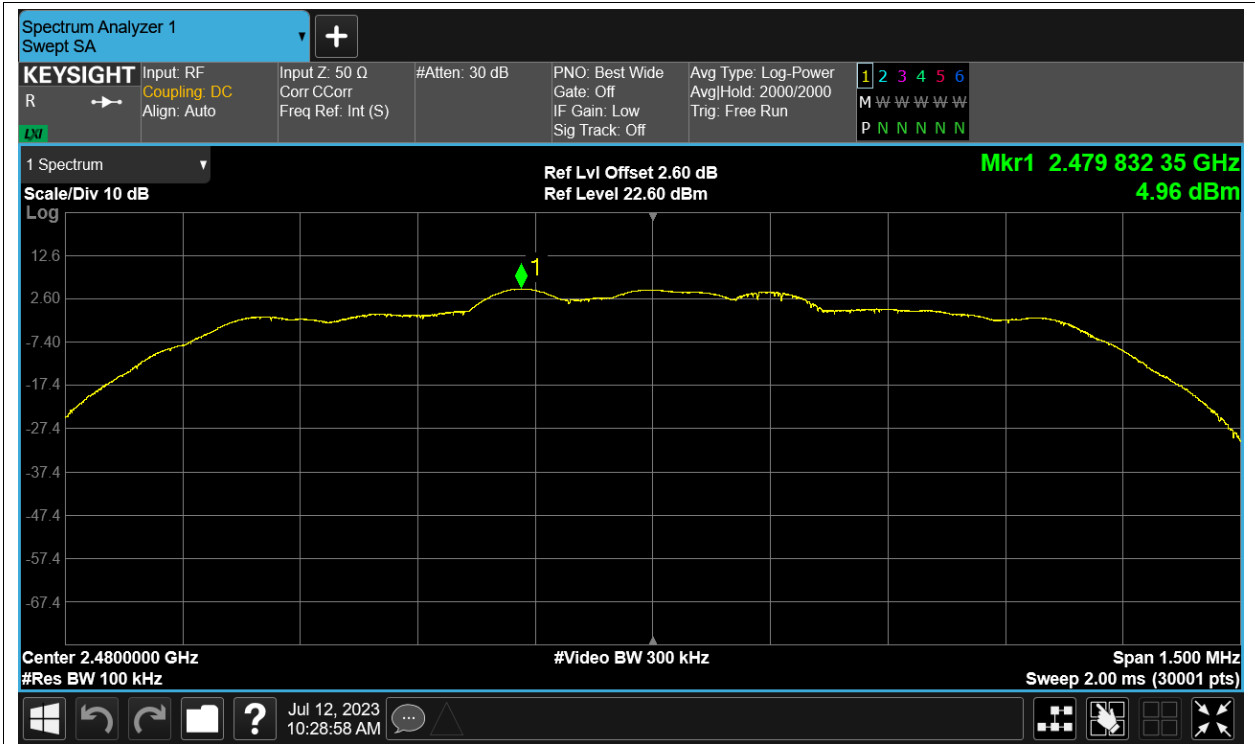 Spectrum Analyzer 1
Swept SA
+
KEYSIGHT
R
LXI
Input: RF
Coupling: DC
Align: Auto
Input Z: 50 Ω
Corr CCorr
Freq Ref: Int (S)
#Atten: 30 dB
PNO: Best Wide
Gate: Off
IF Gain: Low
Sig Track: Off
Avg Type: Log-Power
Avg|Hold: 2000/2000
Trig: Free Run
1 2 3 4 5 6
M W W W W W
P N N N N N
1 Spectrum
Scale/Div 10 dB
Ref Lvl Offset 2.60 dB
Ref Level 22.60 dBm
Mkr1 2.479 832 35 GHz
4.96 dBm
Log
12.6
2.60
-7.40
-17.4
-27.4
-37.4
-47.4
-57.4
-67.4
1
Center 2.4800000 GHz
#Res BW 100 kHz
#Video BW 300 kHz
Span 1.500 MHz
Sweep 2.00 ms (30001 pts)
?
Jul 12, 2023
10:28:58 AM